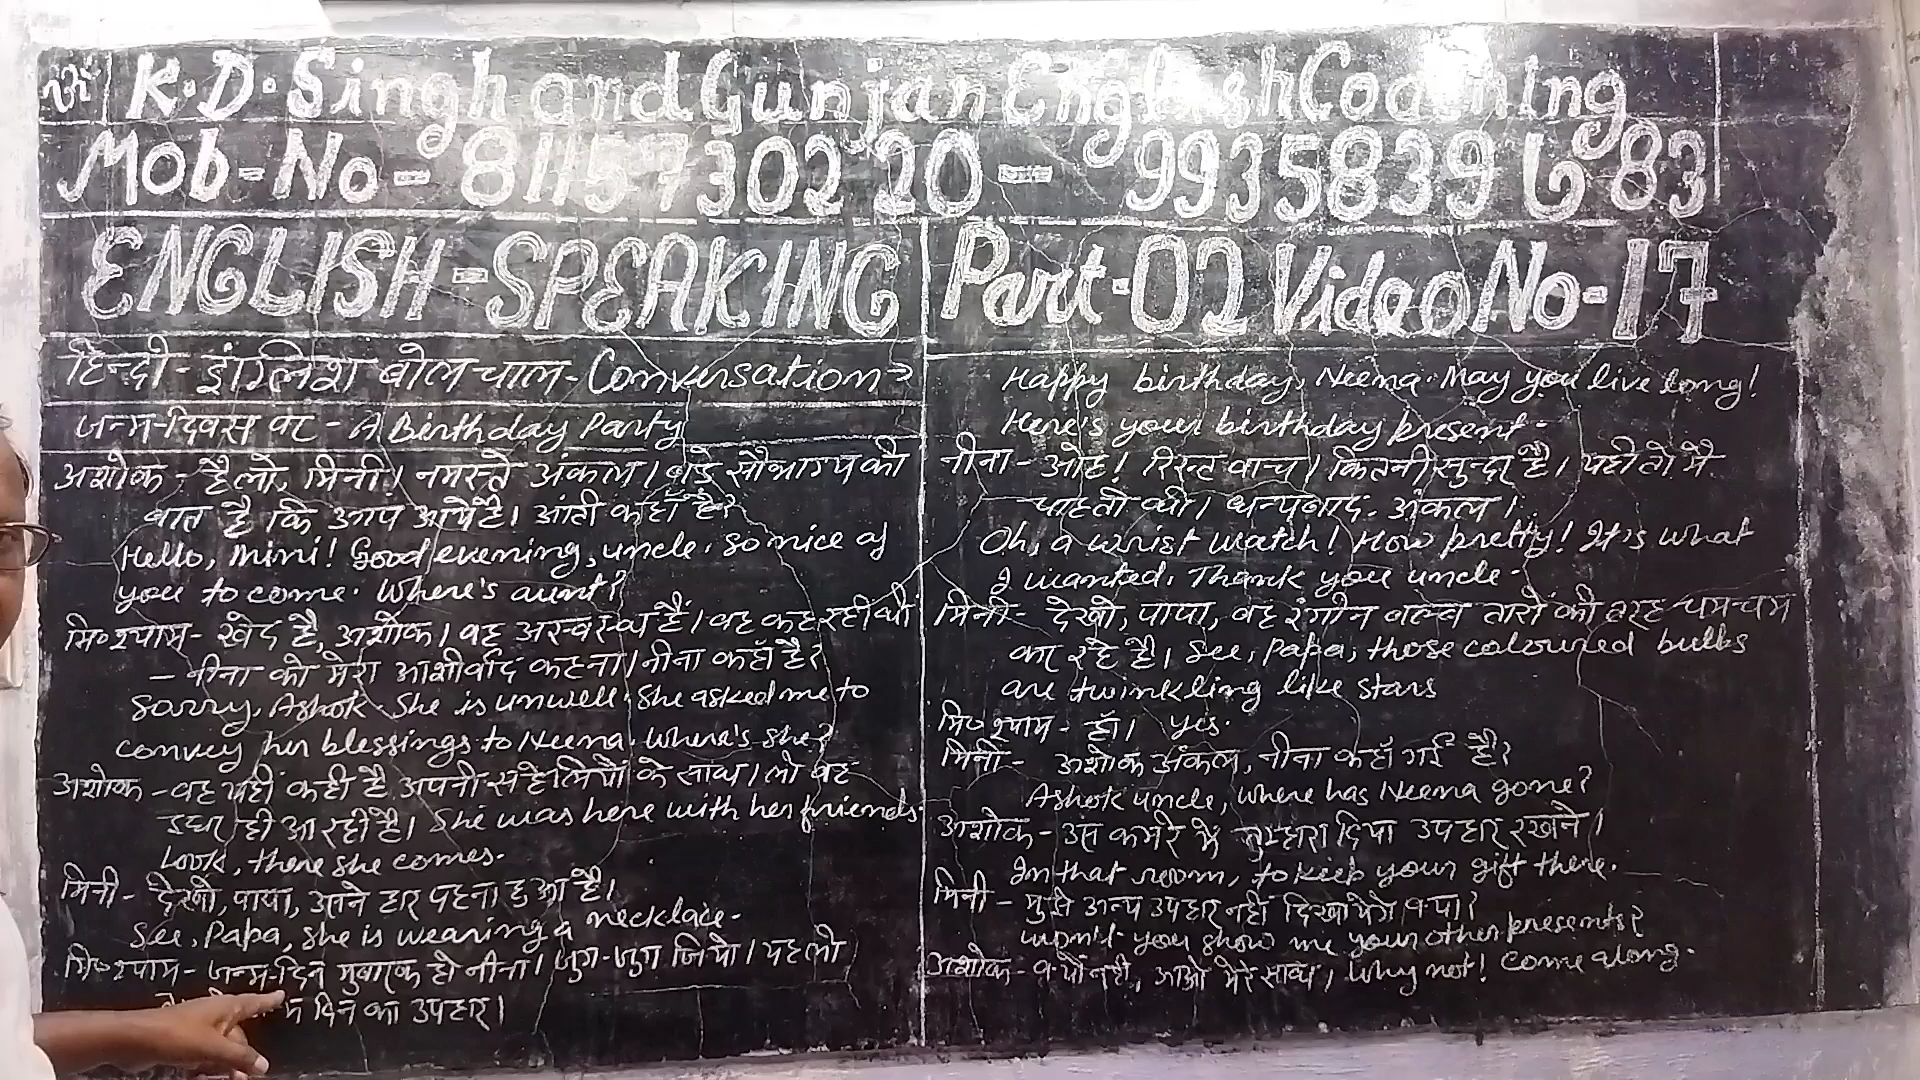 K.D. Singh and Gunjan English Coaching
Mob-No- 8115730220 - 9935839683
ENGLISH-SPEAKING
हिन्दी-इंग्लिश बोलचाल-Conversation→
जन्म-दिवस पर - A Birthday Party
अशोक - हैलो, मिनी! नमस्ते अंकल। बड़े सौभाग्य की
बात है कि आप आये हैं। आंटी कहाँ है?
Hello, Mini! Good evening, uncle. So nice of
you to come. Where's aunt?
मि० श्याम- खेद है, अशोक। वह अस्वस्थ हैं। वह कह रही थी
- नीना को मेरा आशीर्वाद कहना। नीना कहाँ है?
Sorry, Ashok. She is unwell. She asked me to
convey her blessings to Neena. Where's she?
अशोक - वह यहीं कहीं है अपनी सहेलियों के साथ। लो वह
इधर ही आ रही है। She was here with her friends.
Look, there she comes.
मिनी- देखो, पापा, उसने हार पहना हुआ है।
See, Papa, she is wearing a necklace.
मि० श्याम- जन्म-दिन मुबारक हो नीना। जुग-जुग जियो। यह लो
दिन का उपहार।
Part-02 Video No-17
Happy birthday, Neena. May you live long!
Here's your birthday present.
नीना - ओह! रिस्ट वाच। कितनी सुन्दर है। यही तो मैं
चाहती थी। धन्यवाद. अंकल।
Oh, a wrist watch! How pretty! It's what
I wanted. Thank you uncle.
मिनी- देखो, पापा, वह रंगीन बल्ब तारों की तरह चम-चम
कर रहे हैं। See, Papa, those coloured bulbs
are twinkling like stars
मि० श्याम - हाँ। Yes.
मिनी- अशोक अंकल, नीना कहाँ गई है?
Ashok uncle, where has Neena gone?
अशोक- उस कमरे में तुम्हारा दिया उपहार रखने।
In that room, to keep your gift there.
मिनी - मुझे अन्य उपहार नहीं दिखायेंगे क्या?
Won't you show me your other presents?
अशोक- क्यों नहीं, आओ मेरे साथ। Why not! Come along.